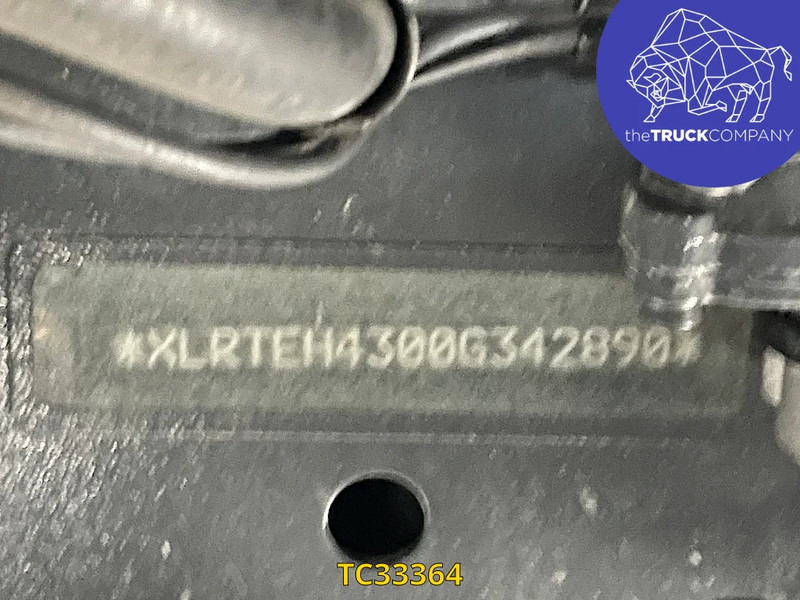 theTRUCKCOMPANY
*XLRTEH4300G342890*
TC33364